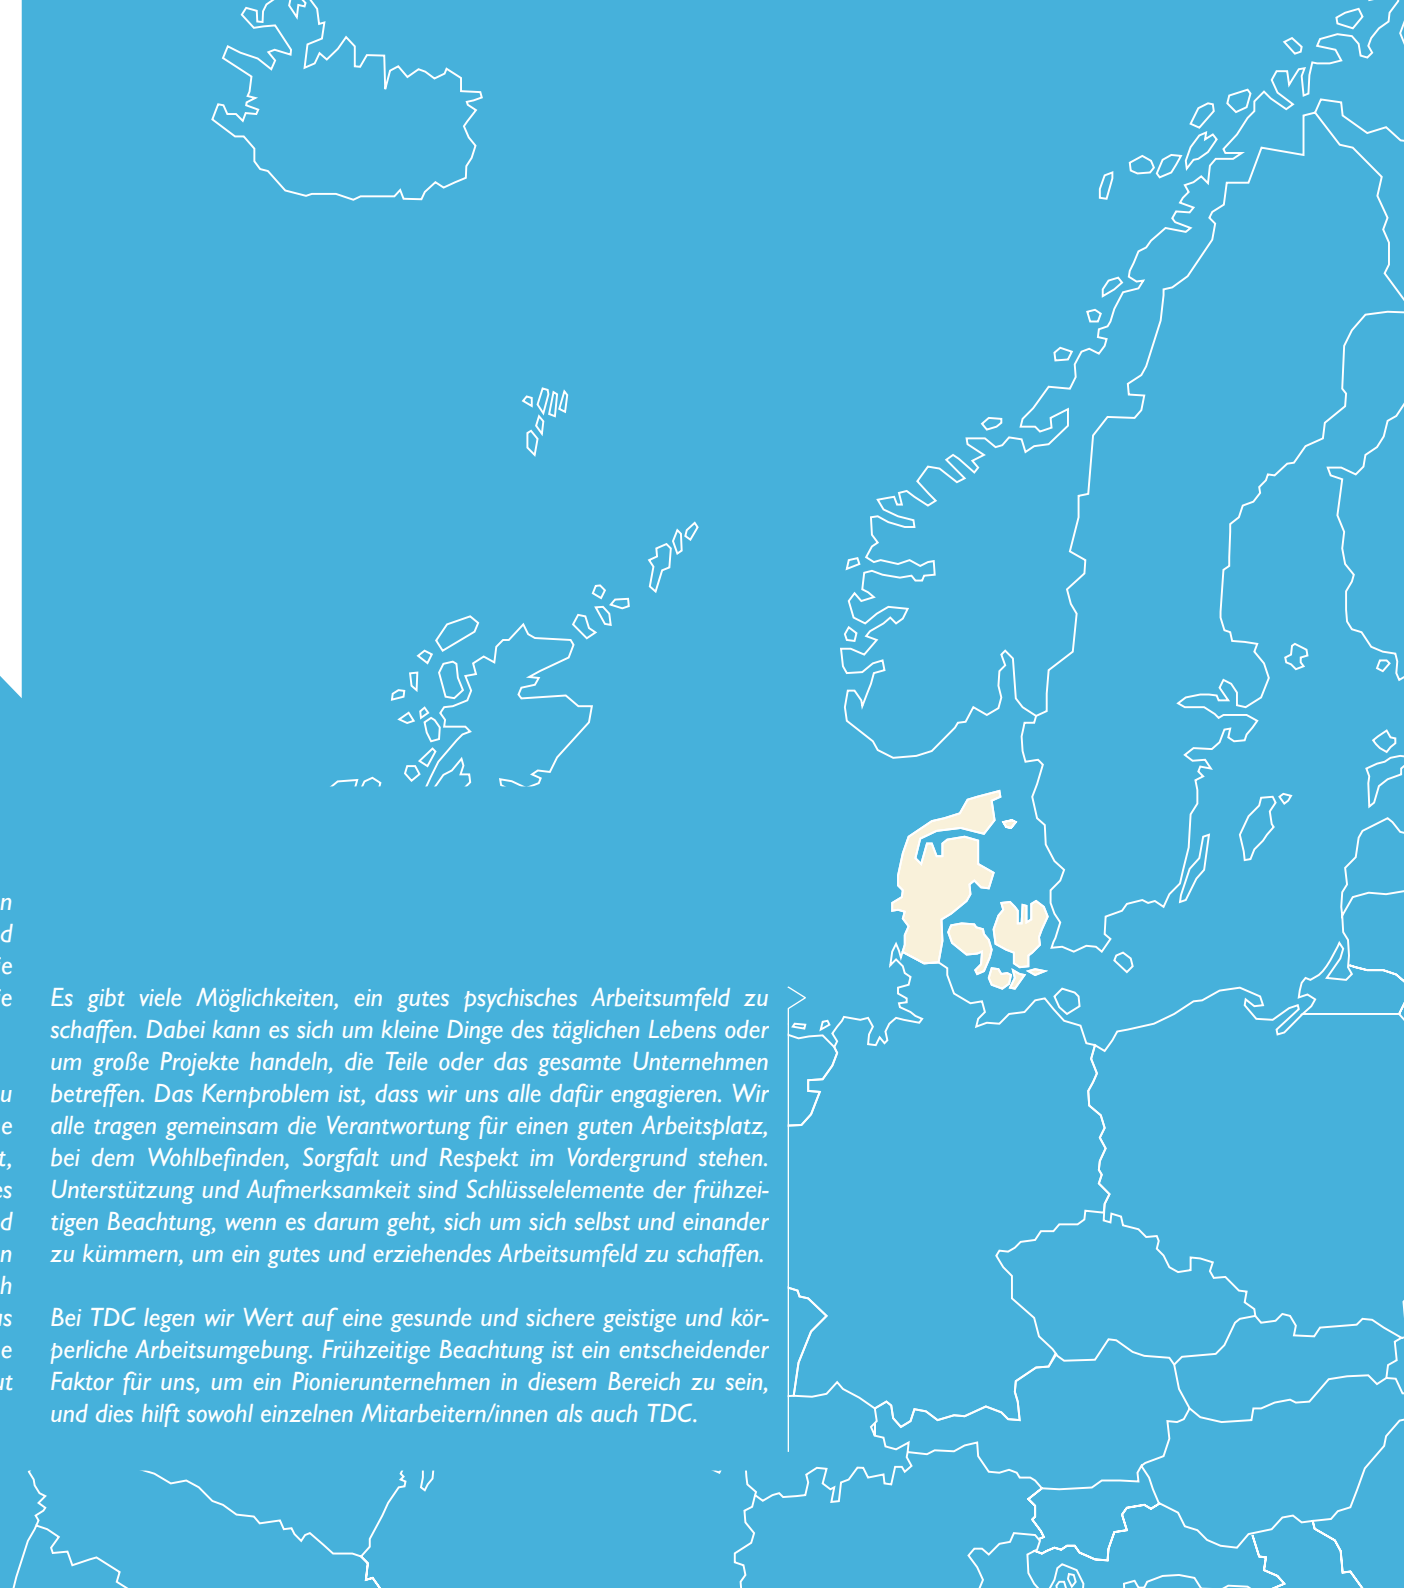 n
d
e
e
u
e
t,
es
d
n
h
as
e
ut
Es gibt viele Möglichkeiten, ein gutes psychisches Arbeitsumfeld zu
schaffen. Dabei kann es sich um kleine Dinge des täglichen Lebens oder
um große Projekte handeln, die Teile oder das gesamte Unternehmen
betreffen. Das Kernproblem ist, dass wir uns alle dafür engagieren. Wir
alle tragen gemeinsam die Verantwortung für einen guten Arbeitsplatz,
bei dem Wohlbefinden, Sorgfalt und Respekt im Vordergrund stehen.
Unterstützung und Aufmerksamkeit sind Schlüsselelemente der frühzei-
tigen Beachtung, wenn es darum geht, sich um sich selbst und einander
zu kümmern, um ein gutes und erziehendes Arbeitsumfeld zu schaffen.
Bei TDC legen wir Wert auf eine gesunde und sichere geistige und kör-
perliche Arbeitsumgebung. Frühzeitige Beachtung ist ein entscheidender
Faktor für uns, um ein Pionierunternehmen in diesem Bereich zu sein,
und dies hilft sowohl einzelnen Mitarbeitern/innen als auch TDC.